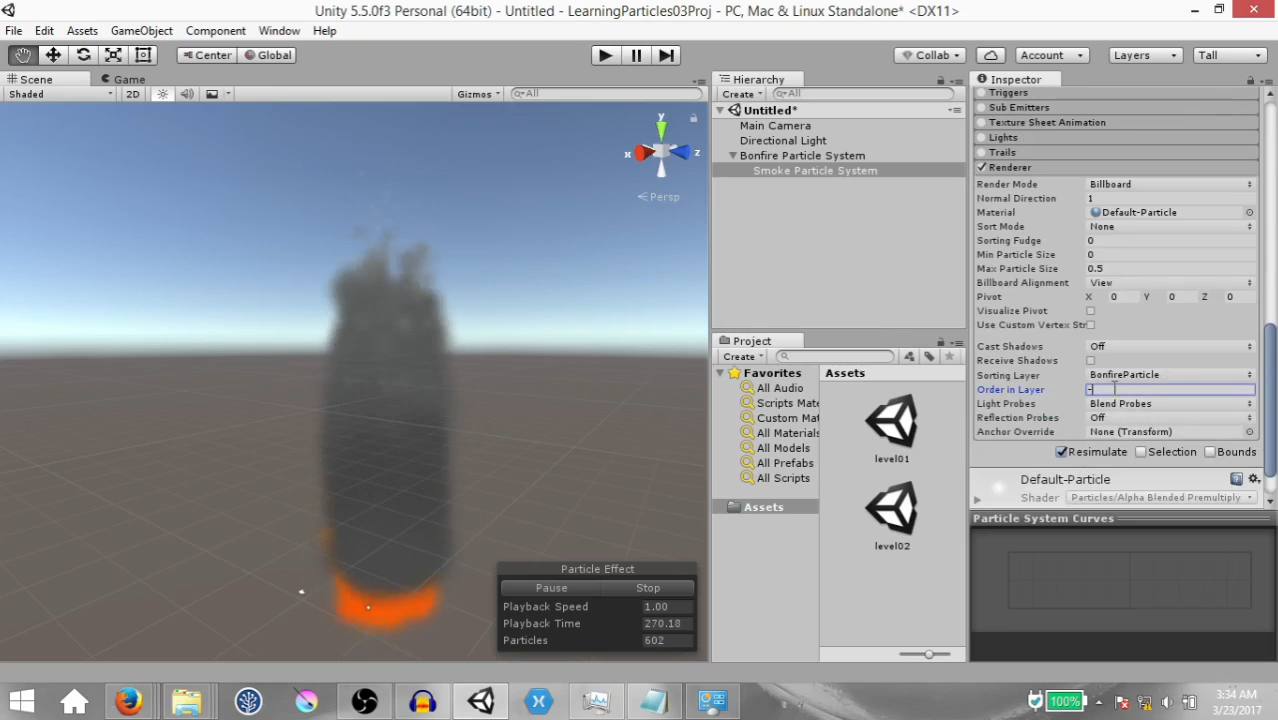 Unity 5.5.0f3 Personal (64bit) - Untitled - LearningParticles03Proj - PC, Mac & Linux Standalone* <DX11>
File Edit Assets GameObject Component Window Help
Center Global Collab Account Layers Tall
Scene Game
Shaded 2D Gizmos All
y
x z
Persp
Particle Effect
Pause Stop
Playback Speed 1.00
Playback Time 270.18
Particles 602
Hierarchy
Create All
Untitled*
Main Camera
Directional Light
Bonfire Particle System
Smoke Particle System
Project
Create
Favorites
All Audio
Scripts Mate
Custom Mat
All Materials
All Models
All Prefabs
All Scripts
Assets
Assets
level01
level02
Inspector
Triggers
Sub Emitters
Texture Sheet Animation
Lights
Trails
Renderer
Render Mode Billboard
Normal Direction 1
Material Default-Particle
Sort Mode None
Sorting Fudge 0
Min Particle Size 0
Max Particle Size 0.5
Billboard Alignment View
Pivot X 0 Y 0 Z 0
Visualize Pivot
Use Custom Vertex Str
Cast Shadows Off
Receive Shadows
Sorting Layer BonfireParticle
Order in Layer -
Light Probes Blend Probes
Reflection Probes Off
Anchor Override None (Transform)
Resimulate Selection Bounds
Default-Particle
Shader Particles/Alpha Blended Premultiply
Particle System Curves
100%
3:34 AM
3/23/2017